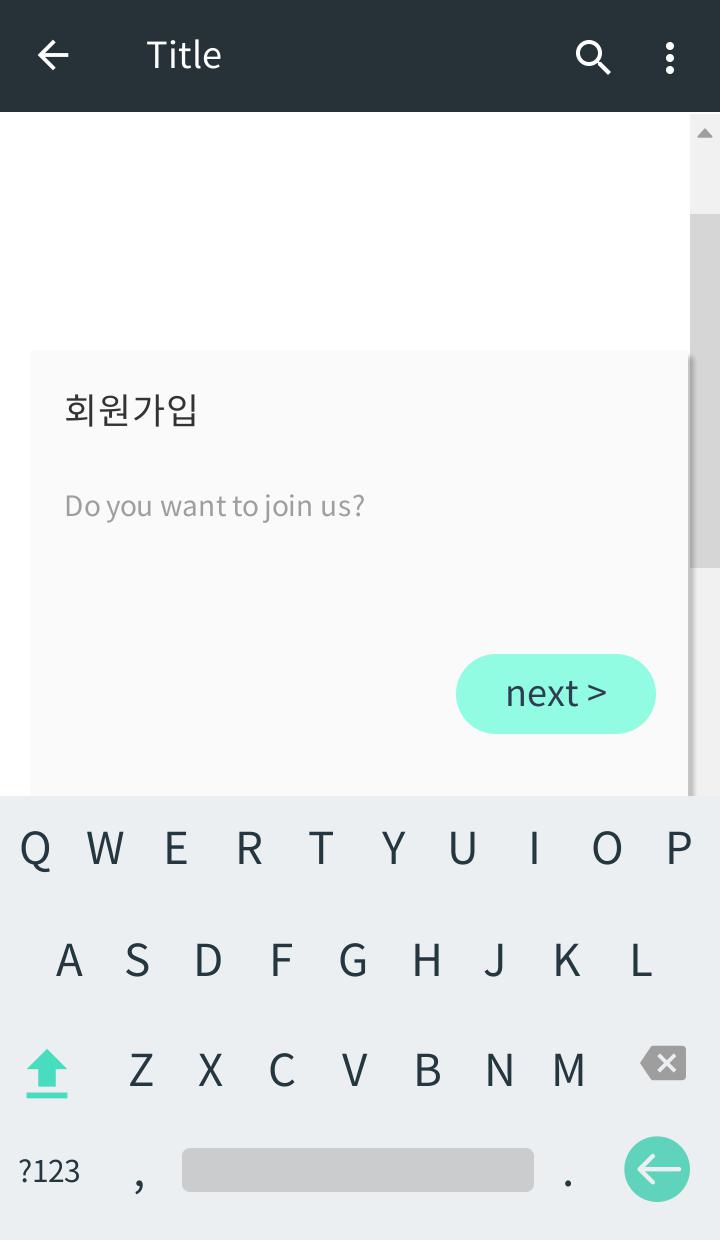 Title
회원가입
Do you want to join us?
next >
Q W E R T Y U I O P
A S D F G H J K L
Z X C V B N M
?123 , .